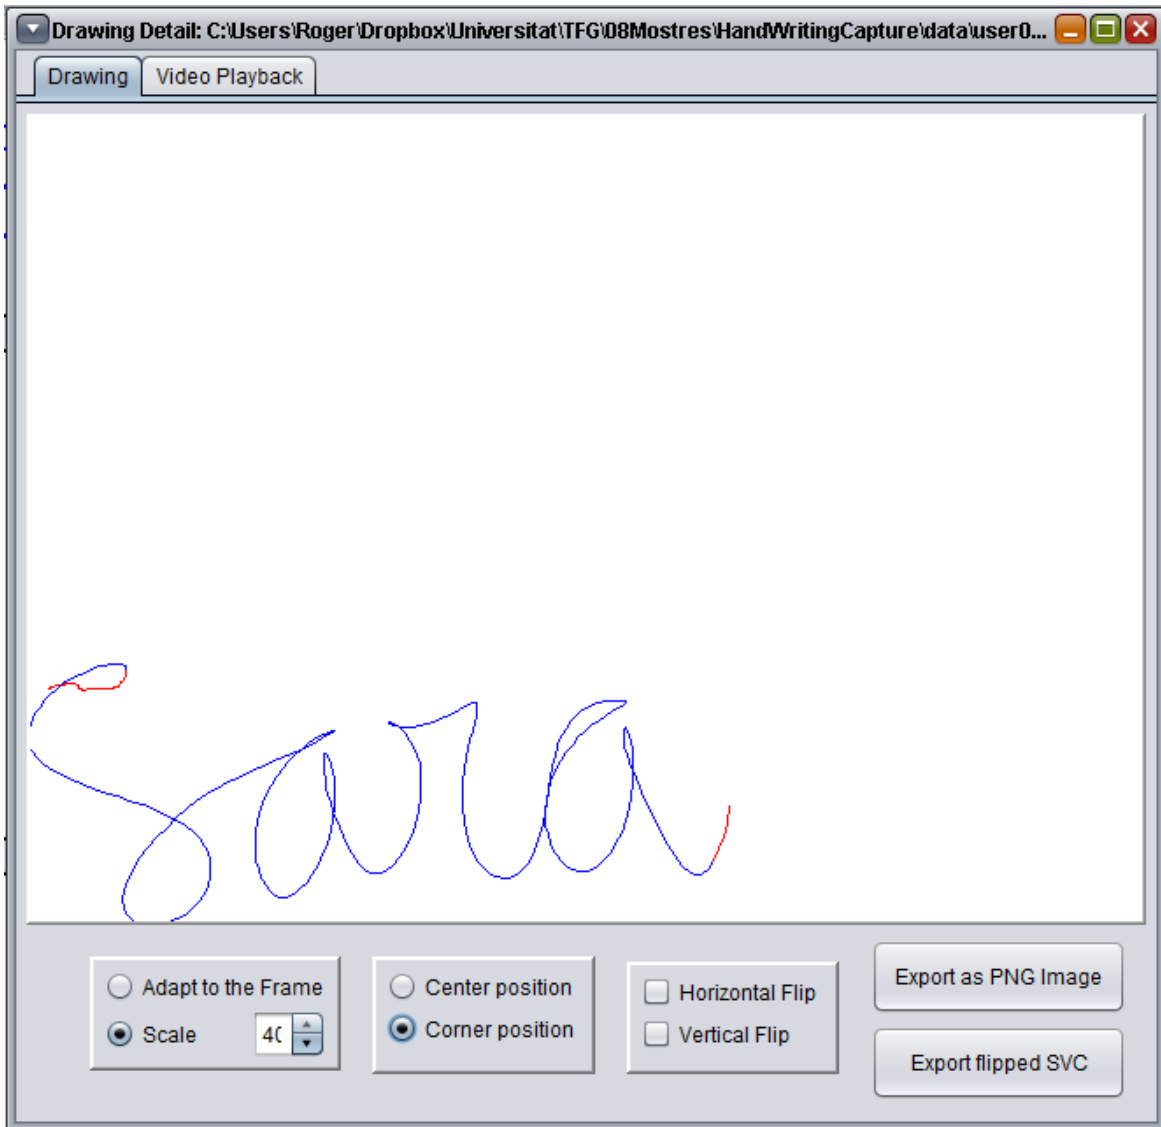 Drawing Detail: C:\Users\Roger\Dropbox\Universitat\TFG\08Mostres\HandWritingCapture\data\user0...
Drawing Video Playback
Sara
Adapt to the Frame
Scale 40
Center position
Corner position
Horizontal Flip
Vertical Flip
Export as PNG Image
Export flipped SVC